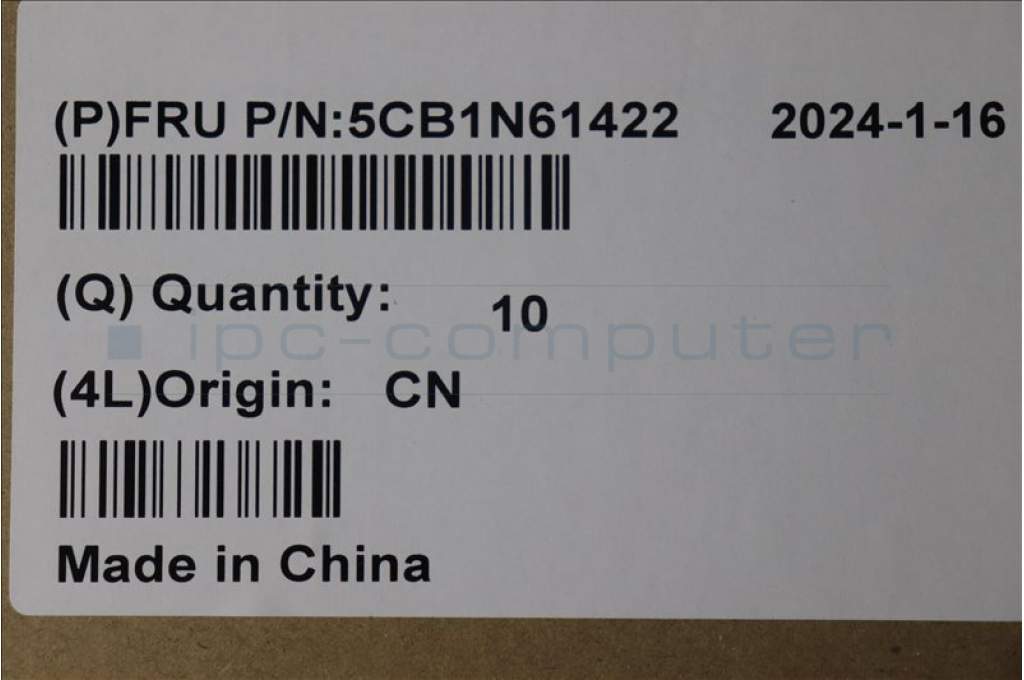 (P)FRU P/N:5CB1N61422 2024-1-16
(Q) Quantity: 10
ipc-computer
(4L)Origin: CN
Made in China